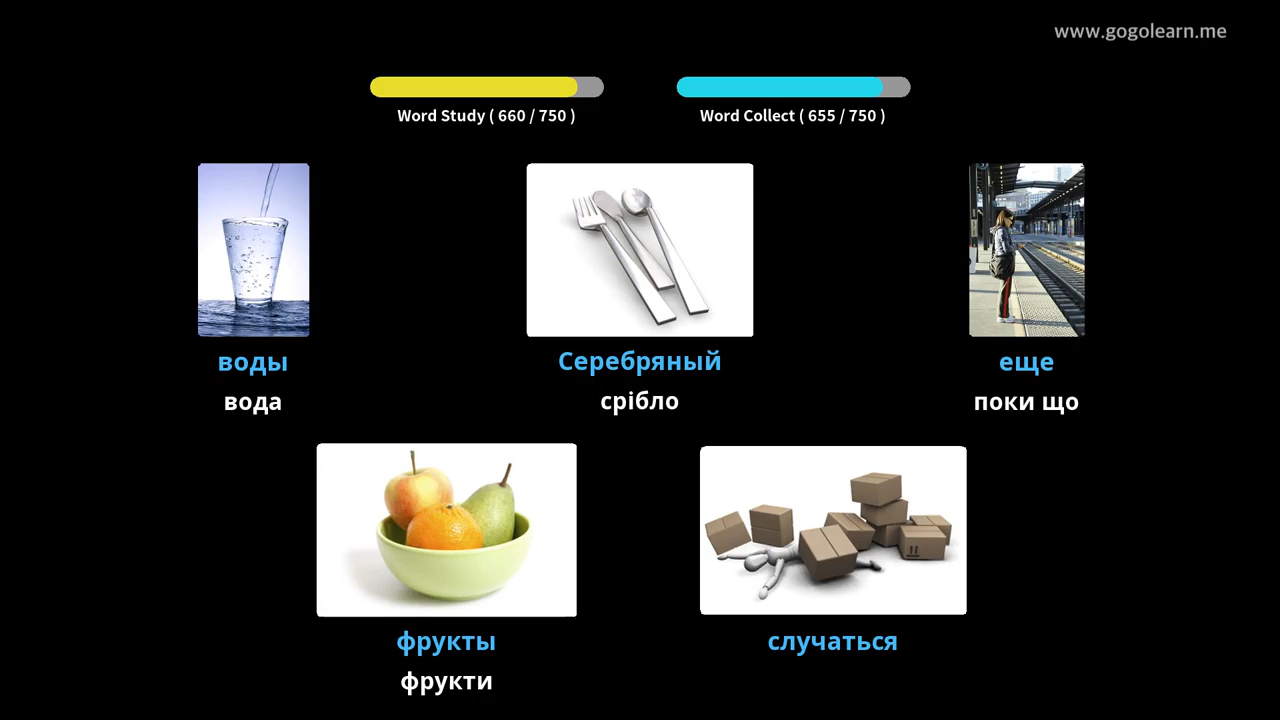 www.gogolearn.me
Word Study ( 660 / 750 )
Word Collect ( 655 / 750 )
воды
Серебряный
еще
вода
срібло
поки що
фрукты
случаться
фрукти